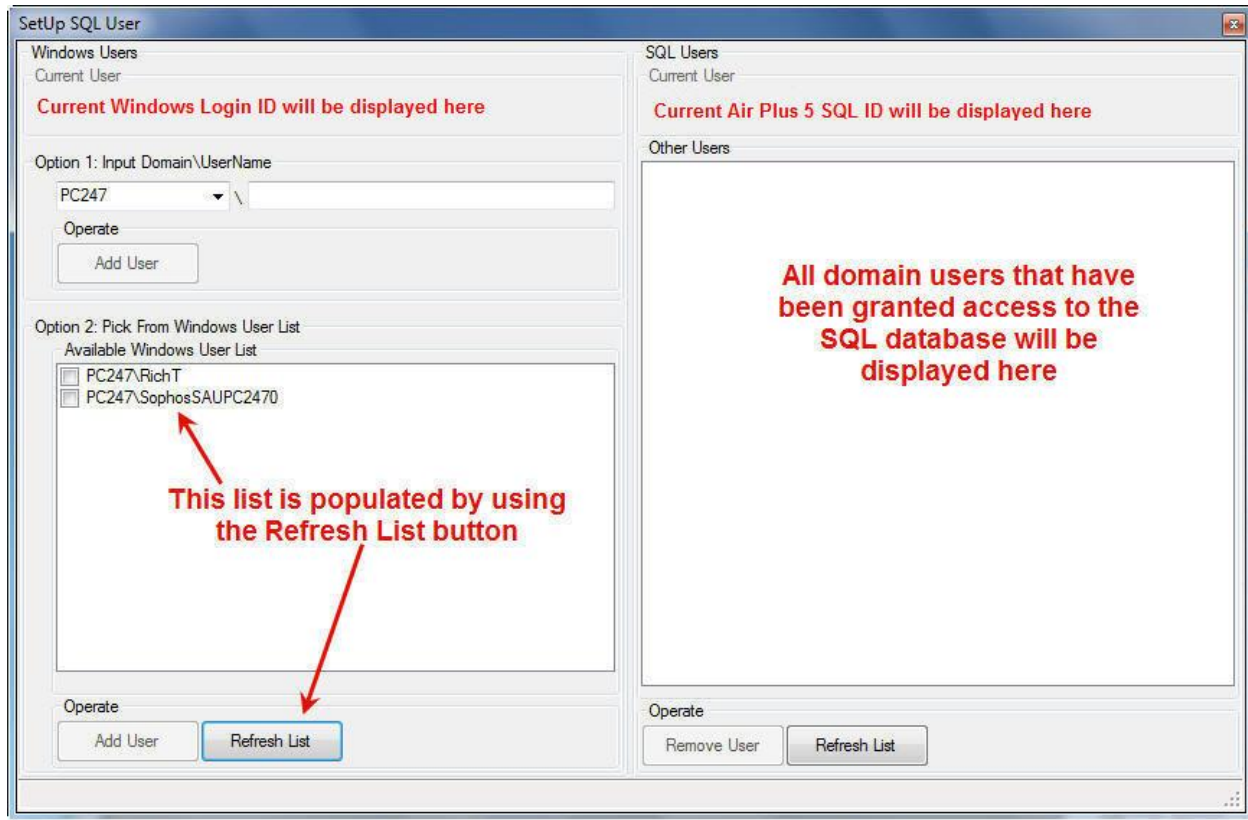 SetUp SQL User
Windows Users
Current User
Current Windows Login ID will be displayed here
Option 1: Input Domain\UserName
PC247
\
Operate
Add User
Option 2: Pick From Windows User List
Available Windows User List
PC247\RichT
PC247\SophosSAUPC2470
This list is populated by using
the Refresh List button
Operate
Add User
Refresh List
SQL Users
Current User
Current Air Plus 5 SQL ID will be displayed here
Other Users
All domain users that have
been granted access to the
SQL database will be
displayed here
Operate
Remove User
Refresh List